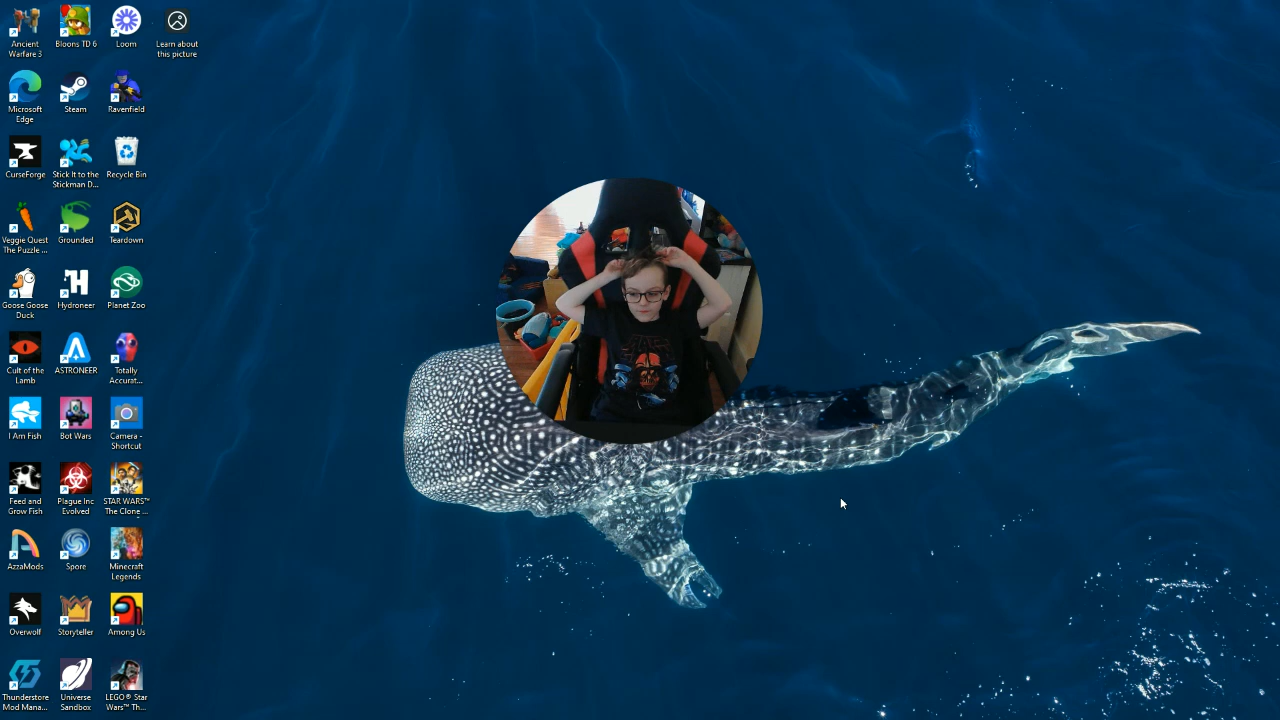 Ancient
Warfare 3
Bloons TD 6
Loom
Learn about
this picture
Microsoft
Edge
Steam
Ravenfield
CurseForge
Stick It to the
Stickman D...
Recycle Bin
Veggie Quest
The Puzzle ...
Grounded
Teardown
Goose Goose
Duck
Hydroneer
Planet Zoo
Cult of the
Lamb
ASTRONEER
Totally
Accurat...
I Am Fish
Bot Wars
Camera -
Shortcut
Feed and
Grow Fish
Plague Inc
Evolved
STAR WARS™
The Clone ...
AzzaMods
Spore
Minecraft
Legends
Overwolf
Storyteller
Among Us
Thunderstore
Mod Mana...
Universe
Sandbox
LEGO® Star
Wars™ Th...